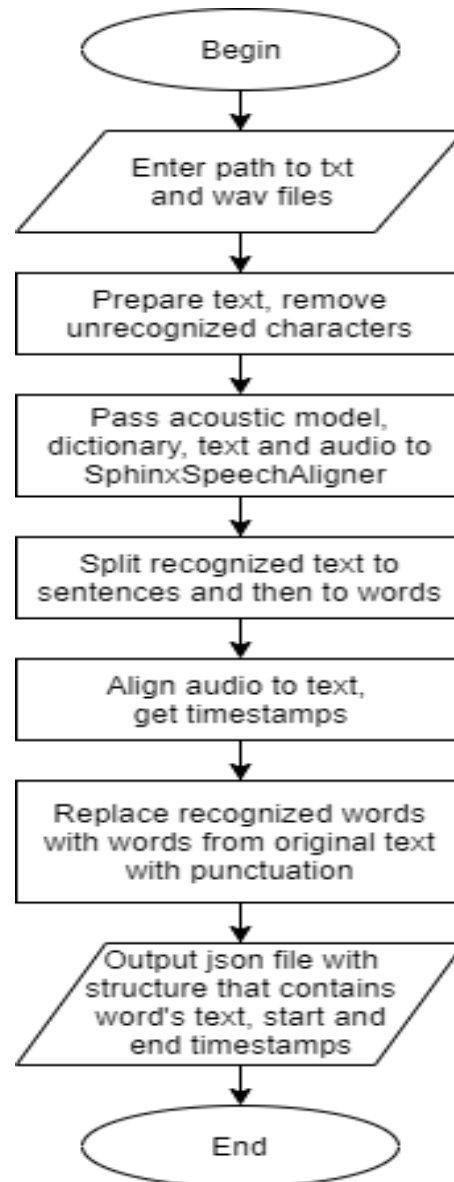 Begin
Enter path to txt
and wav files
Prepare text, remove
unrecognized characters
Pass acoustic model,
dictionary, text and audio to
SphinxSpeechAligner
Split recognized text to
sentences and then to words
Align audio to text,
get timestamps
Replace recognized words
with words from original text
with punctuation
Output json file with
structure that contains
word's text, start and
end timestamps
End